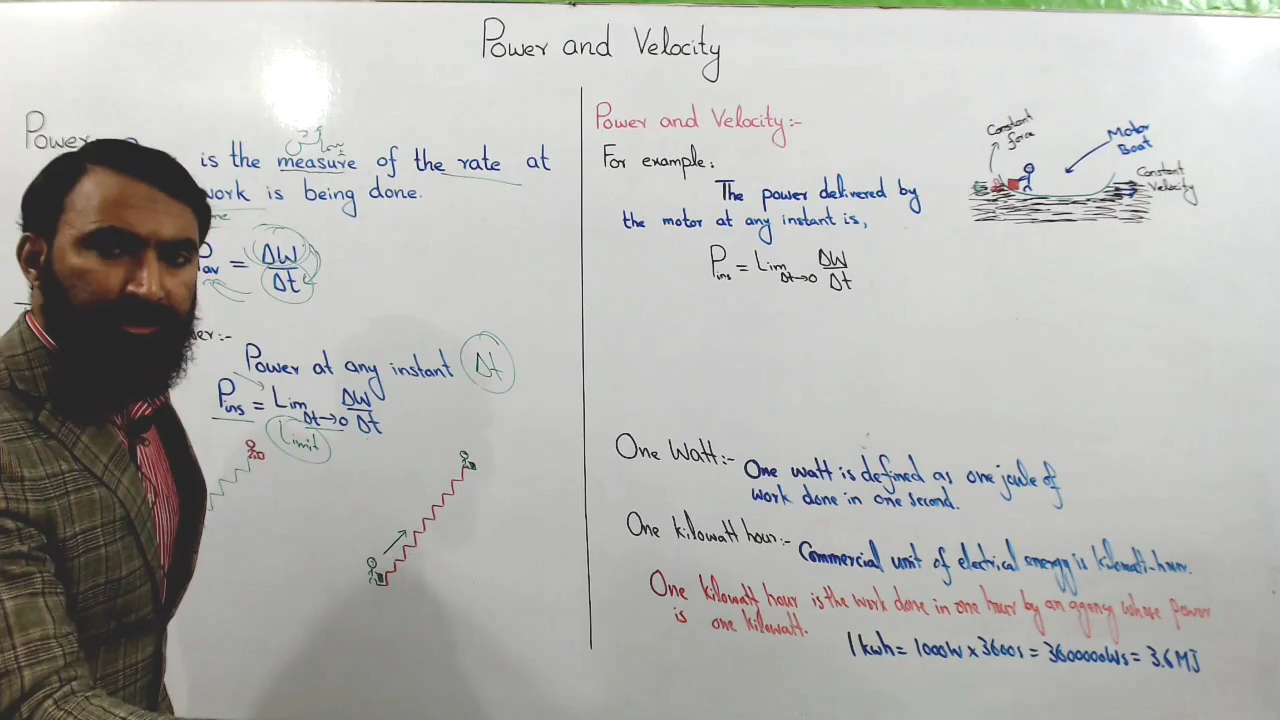 Power and Velocity
Power
پیمائش
is the measure of the rate at
work is being done.
Pav = ΔW/Δt
er:-
Power at any instant Δt
Pins = Lim Δt→0 ΔW/Δt
Limit
Power and Velocity:-
For example:
The power delivered by
the motor at any instant is,
Pins = Lim Δt→0 ΔW/Δt
Constant
force
Motor
Boat
Constant
Velocity
One Watt:- One watt is defined as one joule of
work done in one second.
One kilowatt hour:- Commercial unit of electrical energy is kilowatt-hour.
One kilowatt hour is the work done in one hour by an agency whose power
is one kilowatt.
1kwh = 1000W x 3600s = 3600000Ws = 3.6MJ